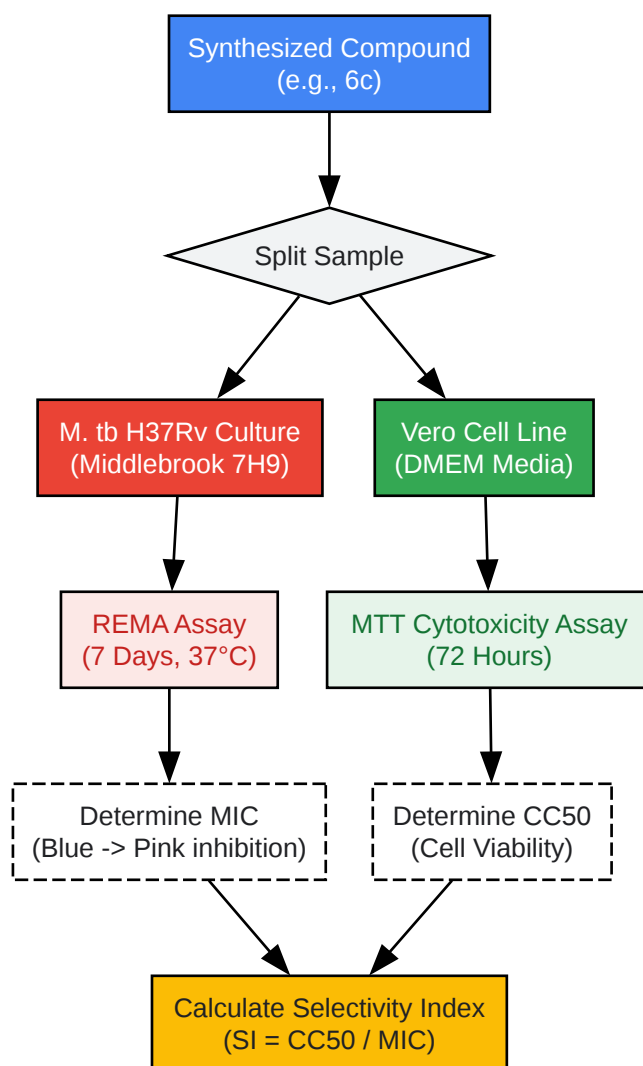 Synthesized Compound
(e.g., 6c)
Split Sample
M. tb H37Rv Culture
(Middlebrook 7H9)
Vero Cell Line
(DMEM Media)
REMA Assay
(7 Days, 37°C)
MTT Cytotoxicity Assay
(72 Hours)
Determine MIC
(Blue -> Pink inhibition)
Determine CC50
(Cell Viability)
Calculate Selectivity Index
(SI = CC50 / MIC)